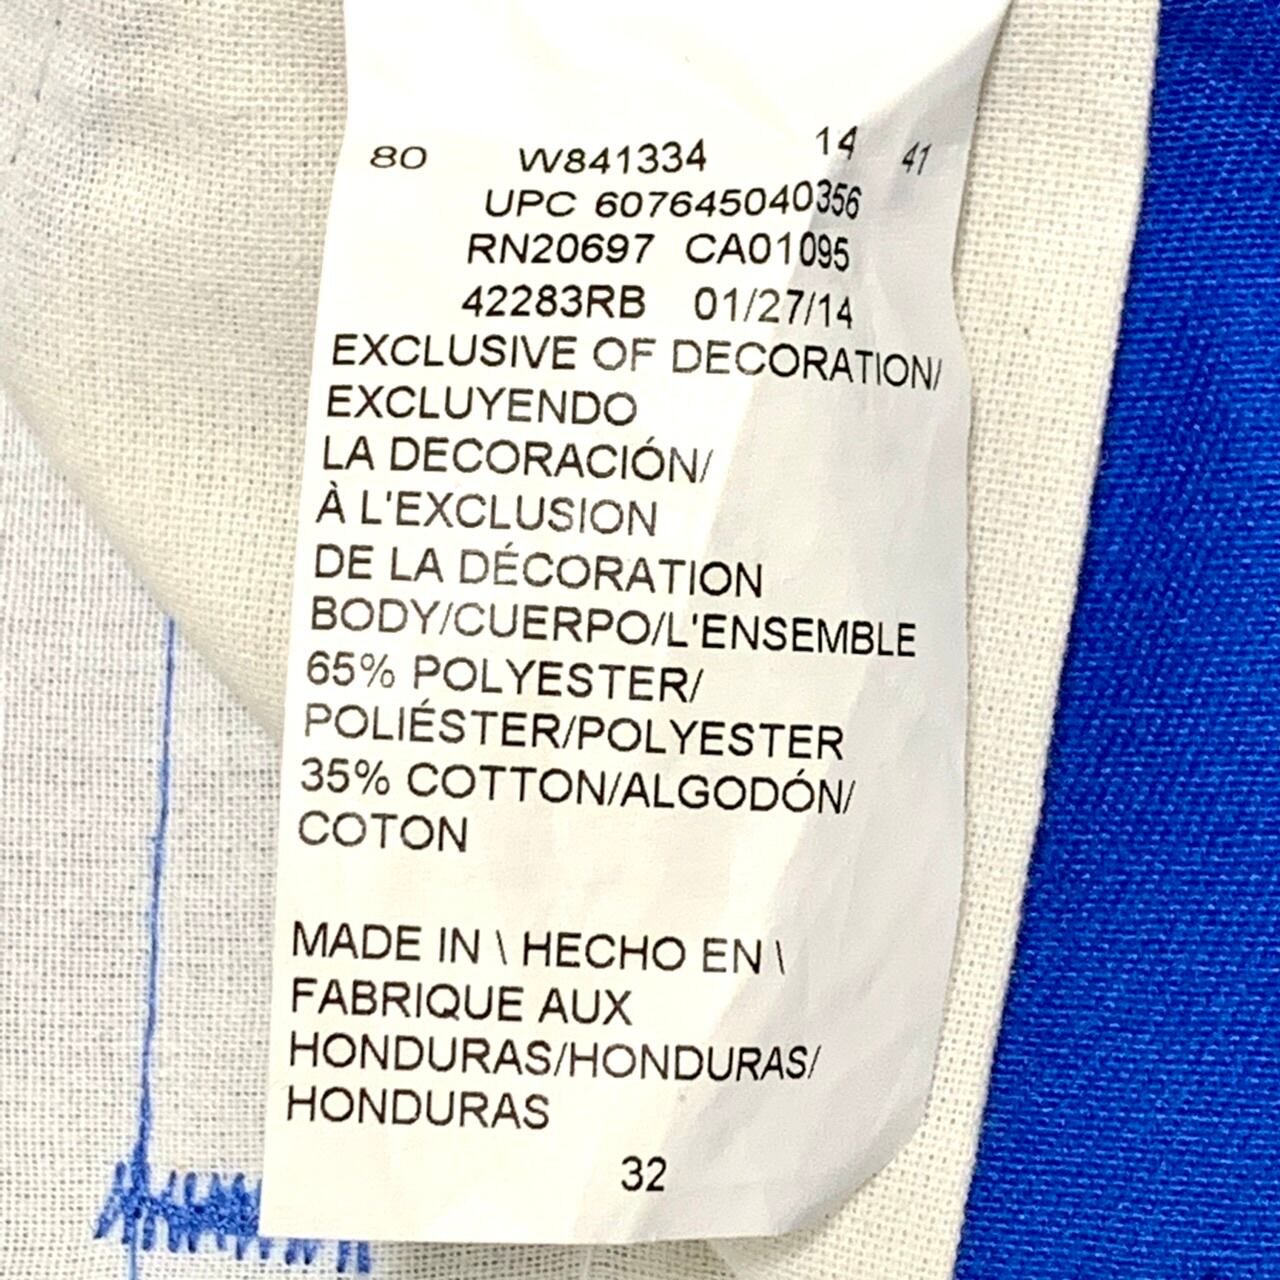 80 W841334 14 41
UPC 607645040356
RN20697 CA01095
42283RB 01/27/14
EXCLUSIVE OF DECORATION/
EXCLUYENDO
LA DECORACIÓN/
À L'EXCLUSION
DE LA DÉCORATION
BODY/CUERPO/L'ENSEMBLE
65% POLYESTER/
POLIÉSTER/POLYESTER
35% COTTON/ALGODÓN/
COTON
MADE IN \ HECHO EN \
FABRIQUE AUX
HONDURAS/HONDURAS/
HONDURAS
32